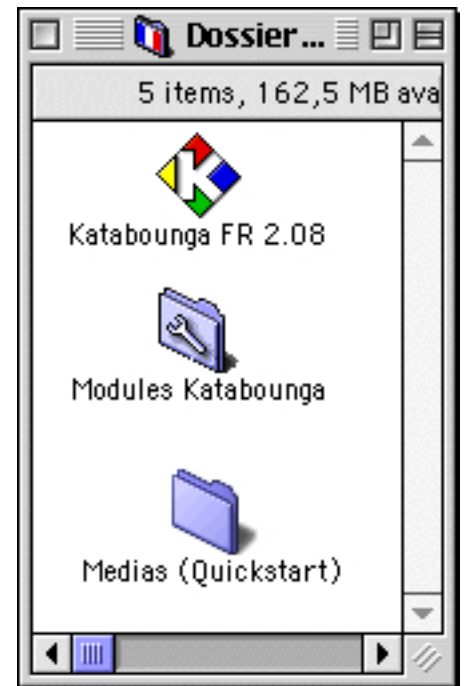 Dossier...
5 items, 162,5 MB ava
Katabounga FR 2.08
Modules Katabounga
Medias (Quickstart)